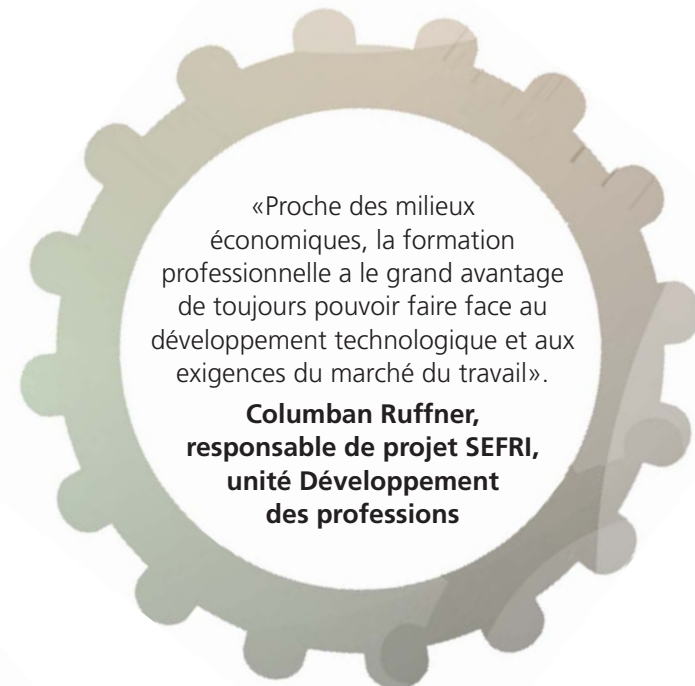 «Proche des milieux
économiques, la formation
professionnelle a le grand avantage
de toujours pouvoir faire face au
développement technologique et aux
exigences du marché du travail».
Columban Ruffner,
responsable de projet SEFRI,
unité Développement
des professions